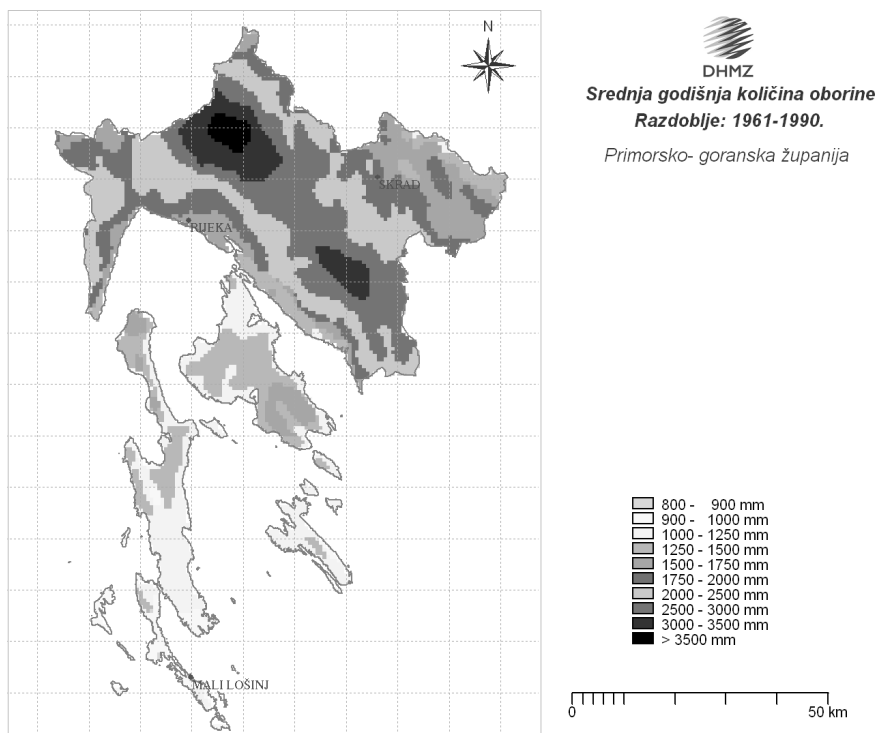 N
DHMZ
Srednja godišnja količina oborine
Razdoblje: 1961-1990.
Primorsko- goranska županija
SKRAD
RIJEKA
MALI LOŠINJ
800 - 900 mm
900 - 1000 mm
1000 - 1250 mm
1250 - 1500 mm
1500 - 1750 mm
1750 - 2000 mm
2000 - 2500 mm
2500 - 3000 mm
3000 - 3500 mm
> 3500 mm
0 50 km